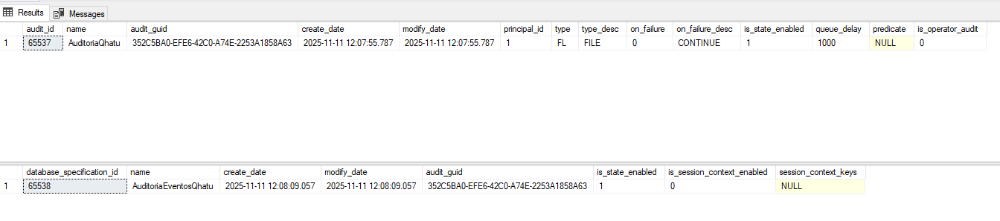 Results Messages
audit_id name audit_guid create_date modify_date principal_id type type_desc on_failure on_failure_desc is_state_enabled queue_delay predicate is_operator_audit
1 65537 AuditoriaQhatu 352C5BA0-EFE6-42C0-A74E-2253A1858A63 2025-11-11 12:07:55.787 2025-11-11 12:07:55.787 1 FL FILE 0 CONTINUE 1 1000 NULL 0
database_specification_id name create_date modify_date audit_guid is_state_enabled is_session_context_enabled session_context_keys
1 65538 AuditoriaEventosQhatu 2025-11-11 12:08:09.057 2025-11-11 12:08:09.057 352C5BA0-EFE6-42C0-A74E-2253A1858A63 1 0 NULL